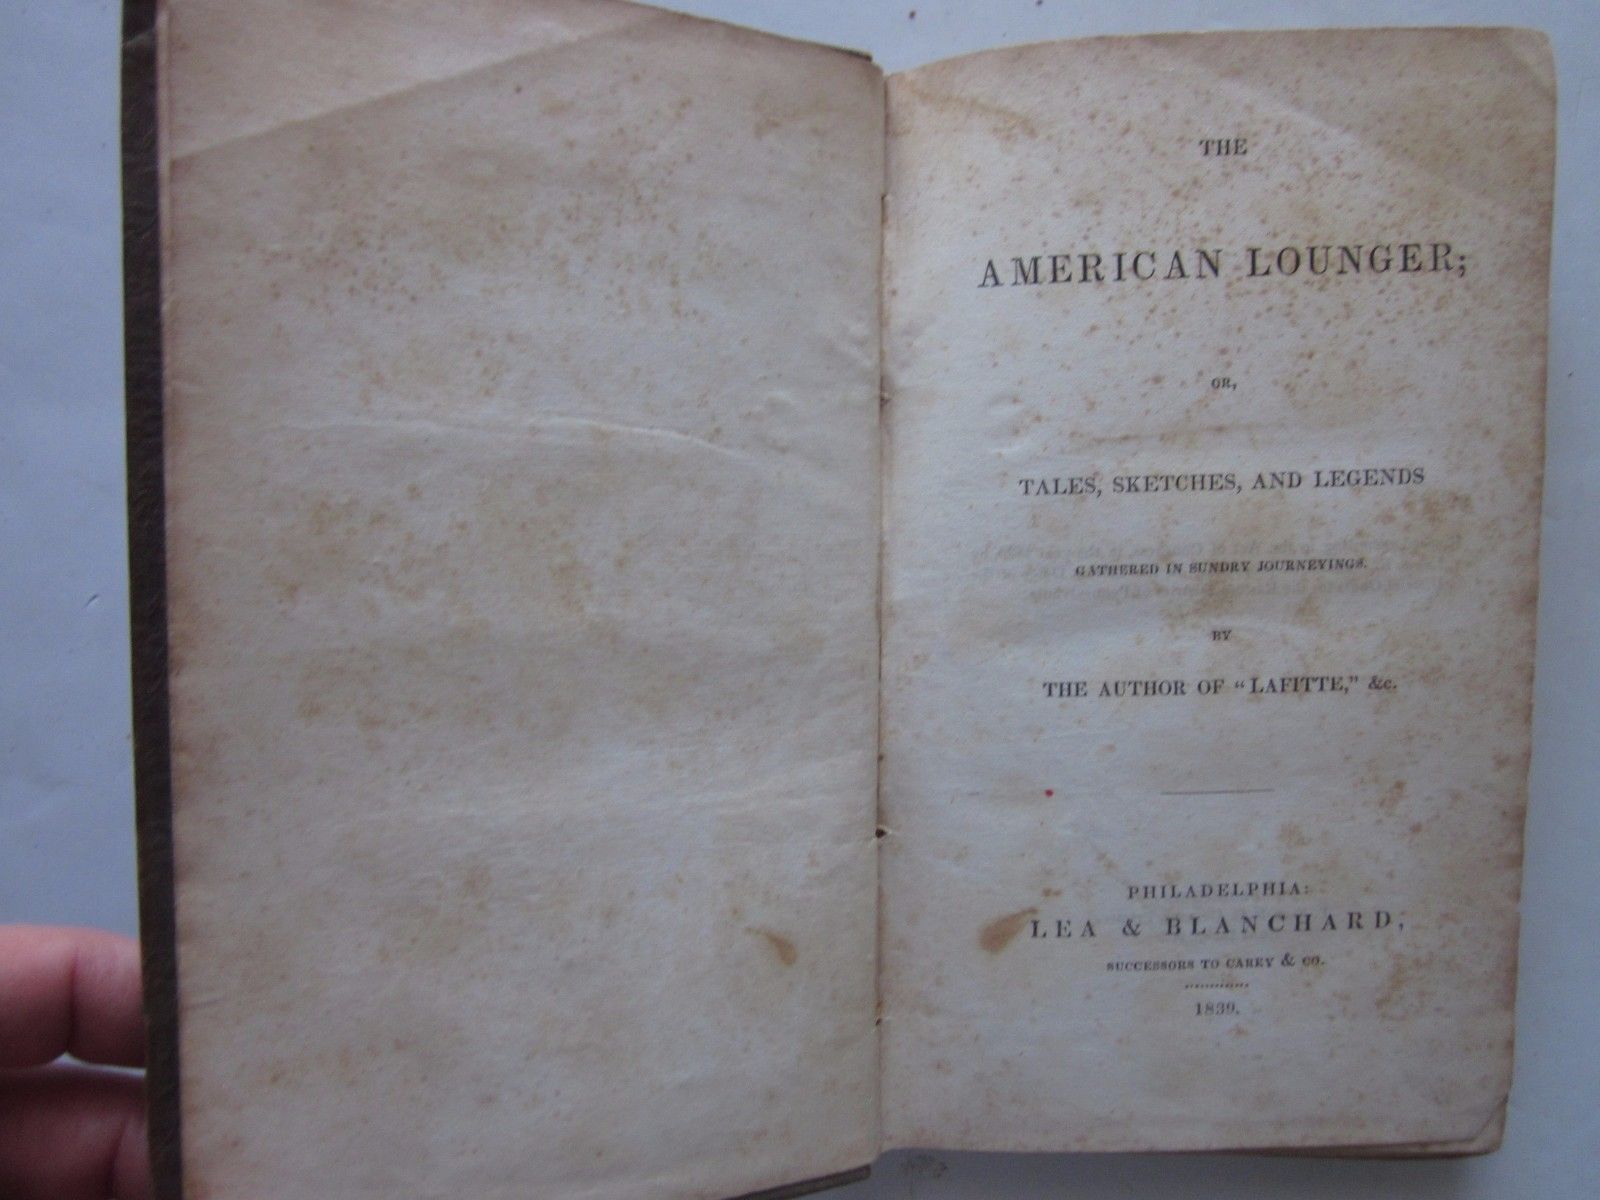 THE
AMERICAN LOUNGER;
OR,
TALES, SKETCHES, AND LEGENDS
GATHERED IN SUNDRY JOURNEYINGS.
BY
THE AUTHOR OF "LAFITTE," &c.
PHILADELPHIA:
LEA & BLANCHARD,
SUCCESSORS TO CAREY & CO.
1839.